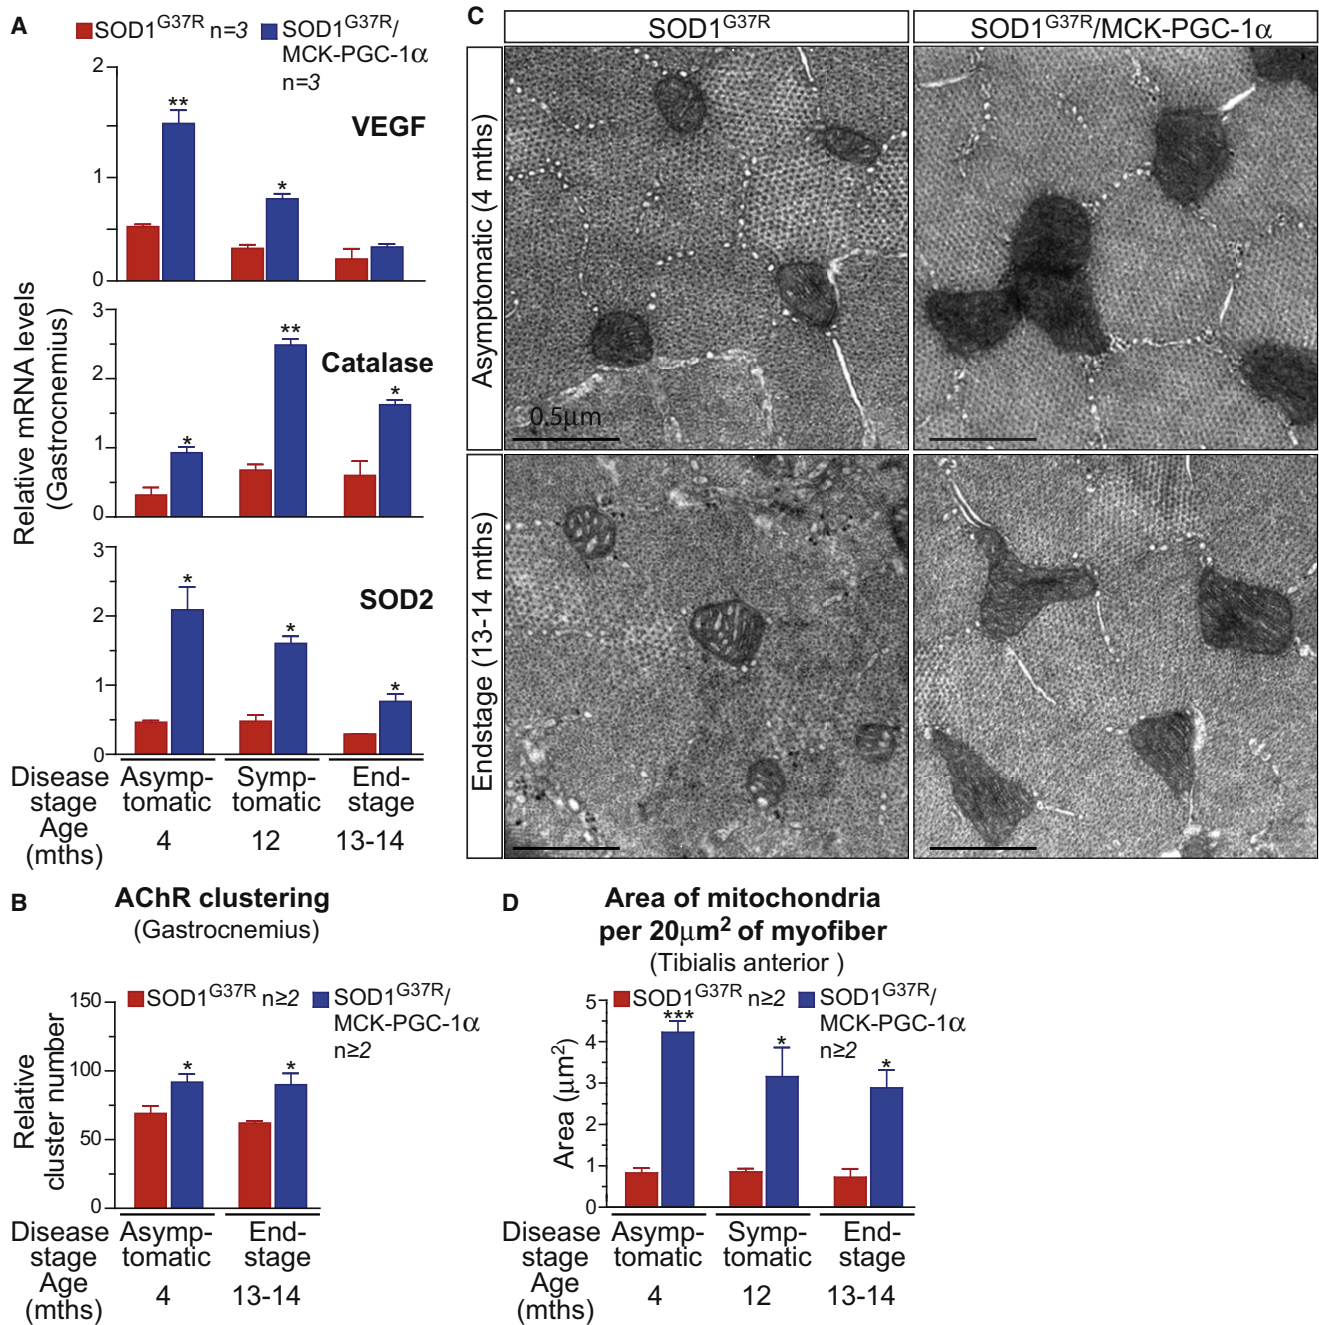 A
SOD1G37R n=3
SOD1G37R/
MCK-PGC-1α
n=3
Relative mRNA levels
(Gastrocnemius)
2
1
0
**
*
VEGF
3
2
1
0
*
**
*
Catalase
3
2
1
0
*
*
*
SOD2
Disease stage
Asymp-tomatic
Symp-tomatic
End-stage
Age (mths)
4
12
13-14
C
SOD1G37R
SOD1G37R/MCK-PGC-1α
Asymptomatic (4 mths)
0.5µm
Endstage (13-14 mths)
B
AChR clustering
(Gastrocnemius)
SOD1G37R n≥2
SOD1G37R/
MCK-PGC-1α
n≥2
Relative
cluster number
150
100
50
0
*
*
Disease stage
Asymp-tomatic
End-stage
Age (mths)
4
13-14
D
Area of mitochondria
per 20µm2 of myofiber
(Tibialis anterior )
SOD1G37R n≥2
SOD1G37R/
MCK-PGC-1α
n≥2
Area (µm2)
5
4
3
2
1
0
***
*
*
Disease stage
Asymp-tomatic
Symp-tomatic
End-stage
Age (mths)
4
12
13-14